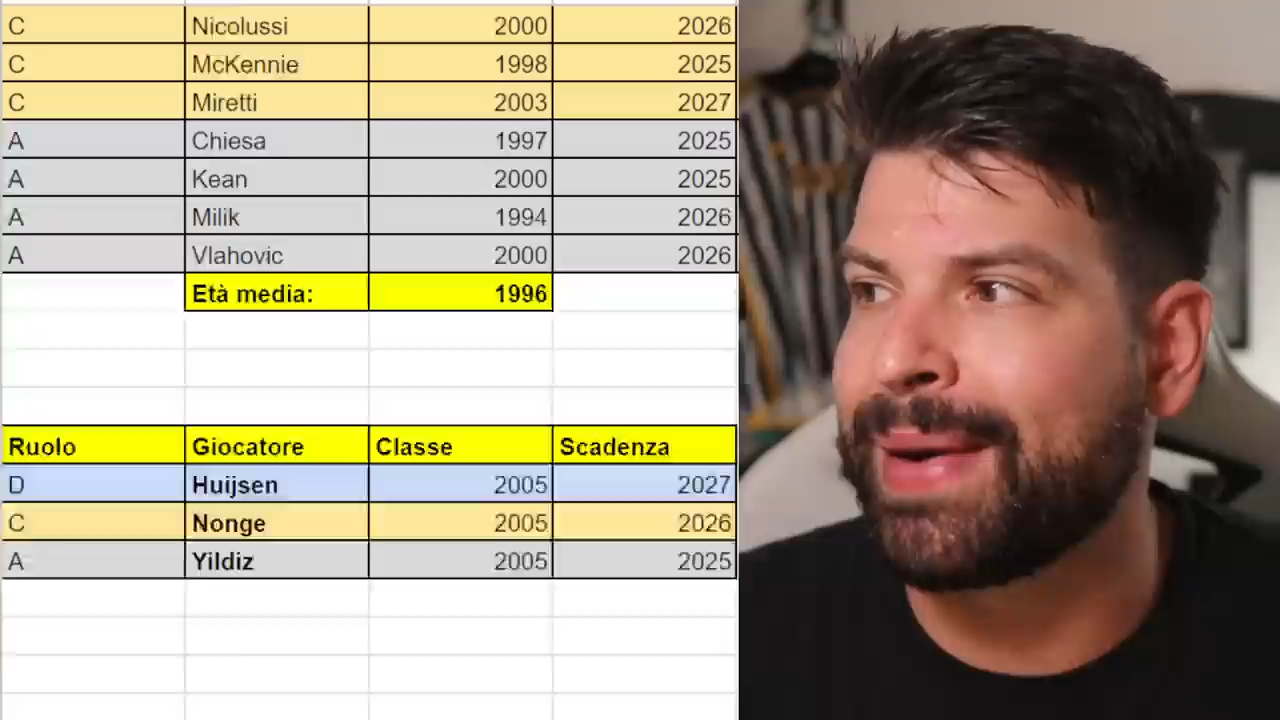 C Nicolussi 2000 2026
C McKennie 1998 2025
C Miretti 2003 2027
A Chiesa 1997 2025
A Kean 2000 2025
A Milik 1994 2026
A Vlahovic 2000 2026
Età media: 1996
Ruolo Giocatore Classe Scadenza
D Huijsen 2005 2027
C Nonge 2005 2026
A Yildiz 2005 2025